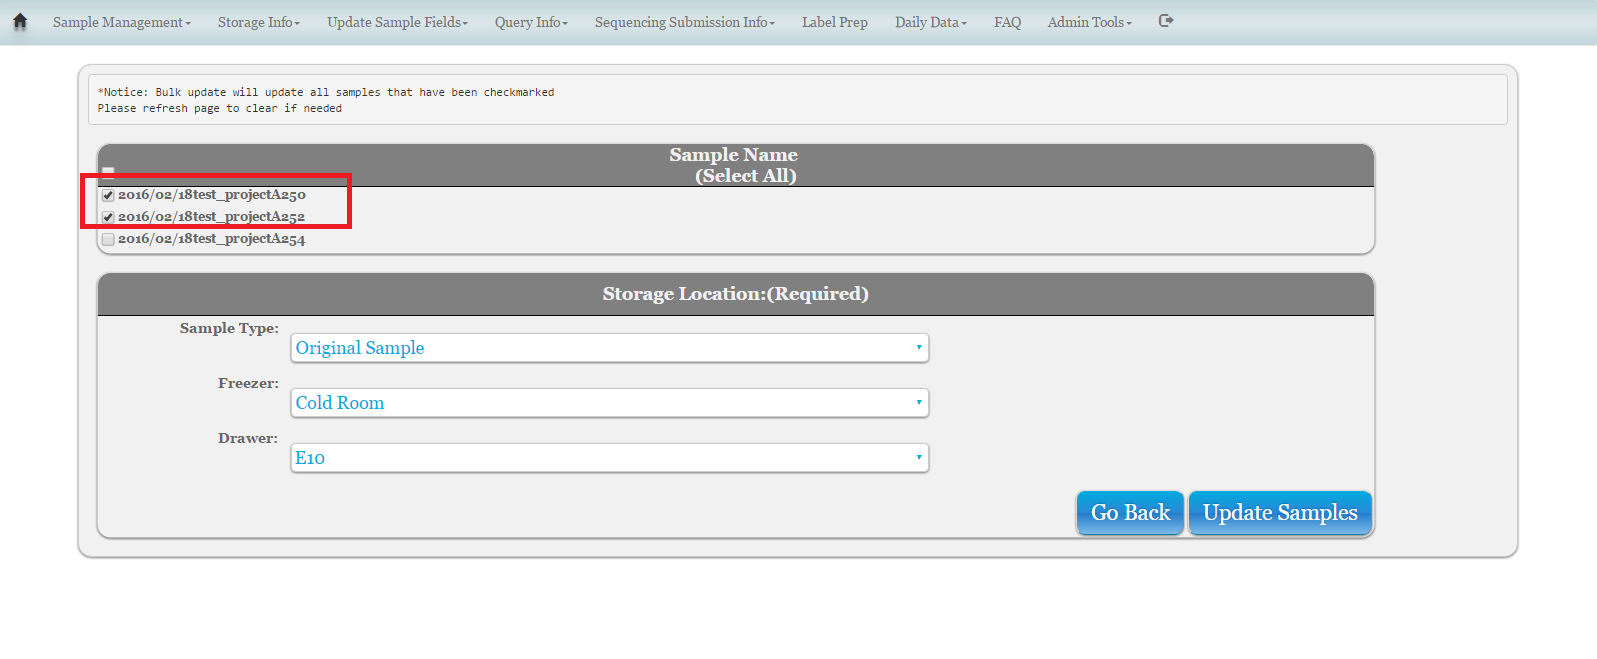 Sample Management Storage Info Update Sample Fields Query Info Sequencing Submission Info Label Prep Daily Data FAQ Admin Tools
*Notice: Bulk update will update all samples that have been checkmarked
Please refresh page to clear if needed
Sample Name
(Select All)
2016/02/18test_projectA250
2016/02/18test_projectA252
2016/02/18test_projectA254
Storage Location:(Required)
Sample Type:
Original Sample
Freezer:
Cold Room
Drawer:
E10
Go Back Update Samples